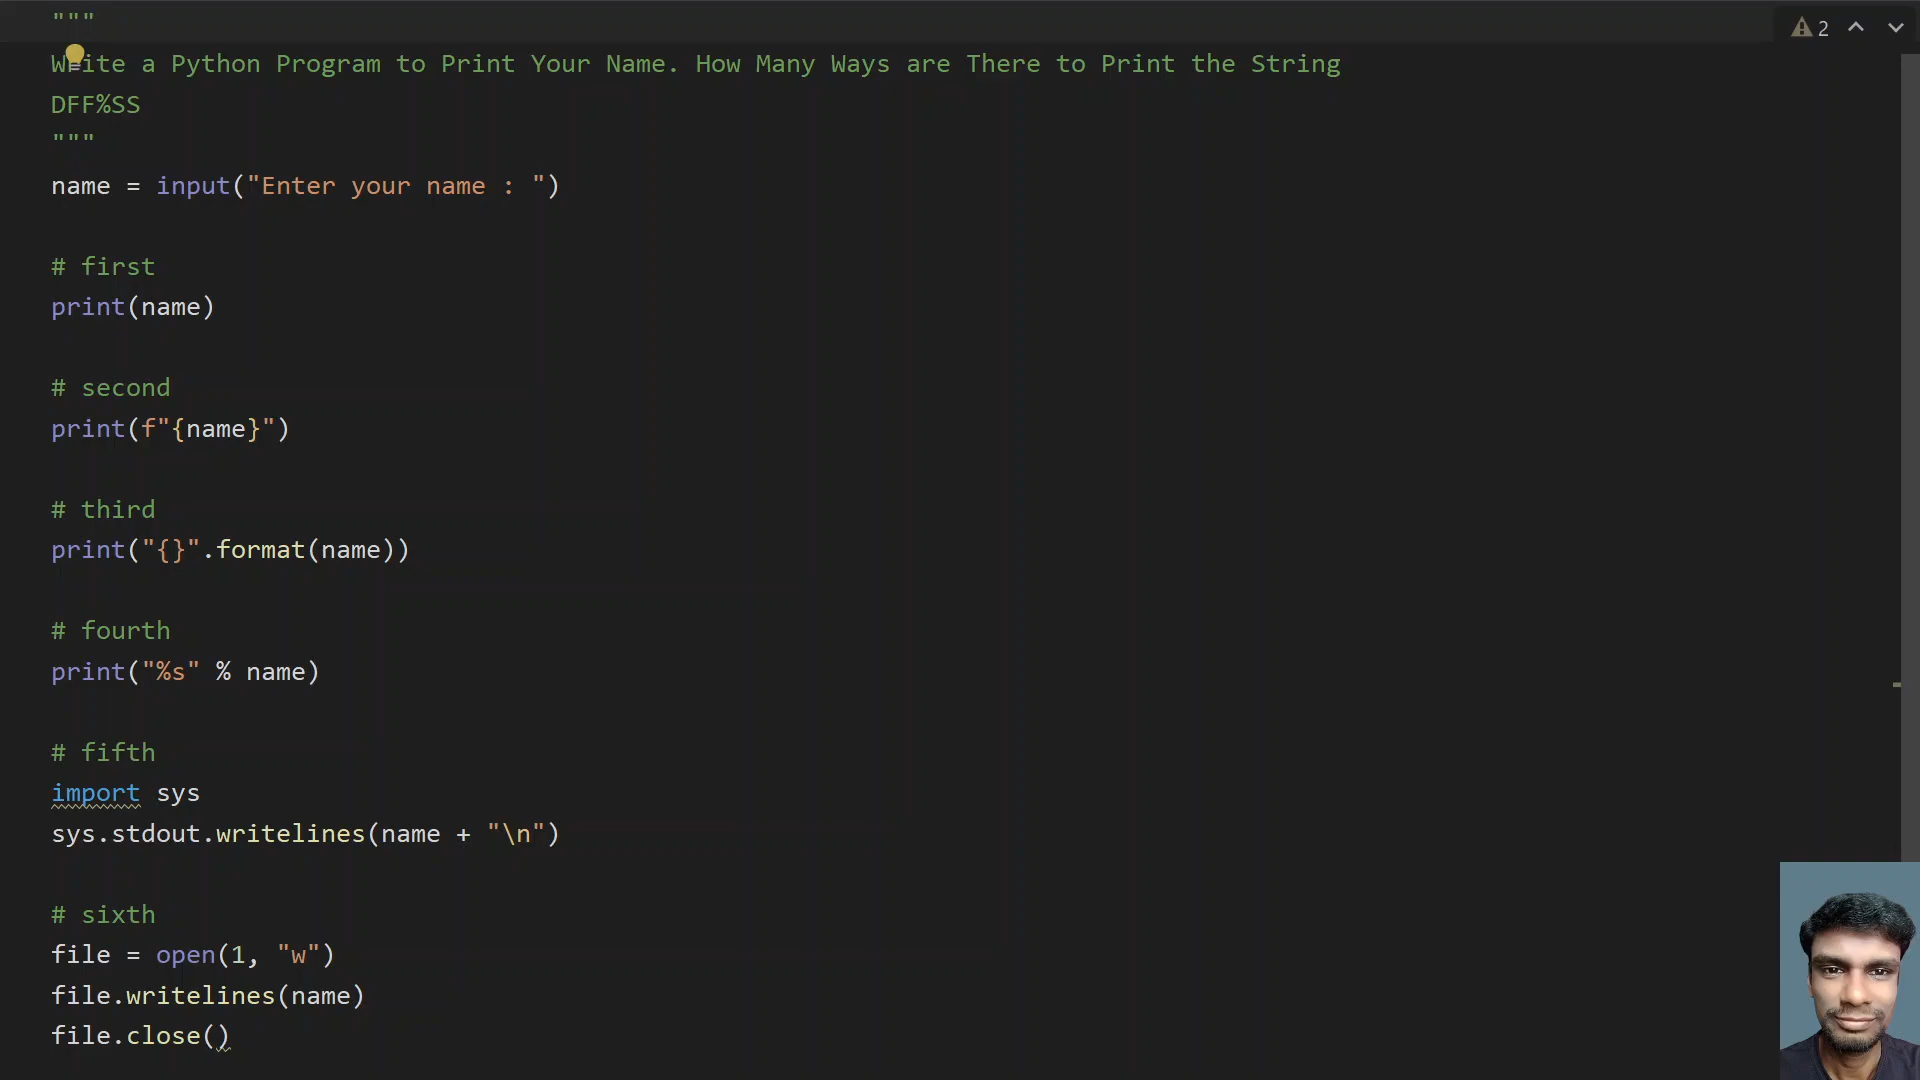 """
2
Write a Python Program to Print Your Name. How Many Ways are There to Print the String
DFF%SS
"""
name = input("Enter your name : ")
# first
print(name)
# second
print(f"{name}")
# third
print("{}".format(name))
# fourth
print("%s" % name)
# fifth
import sys
sys.stdout.writelines(name + "\n")
# sixth
file = open(1, "w")
file.writelines(name)
file.close()